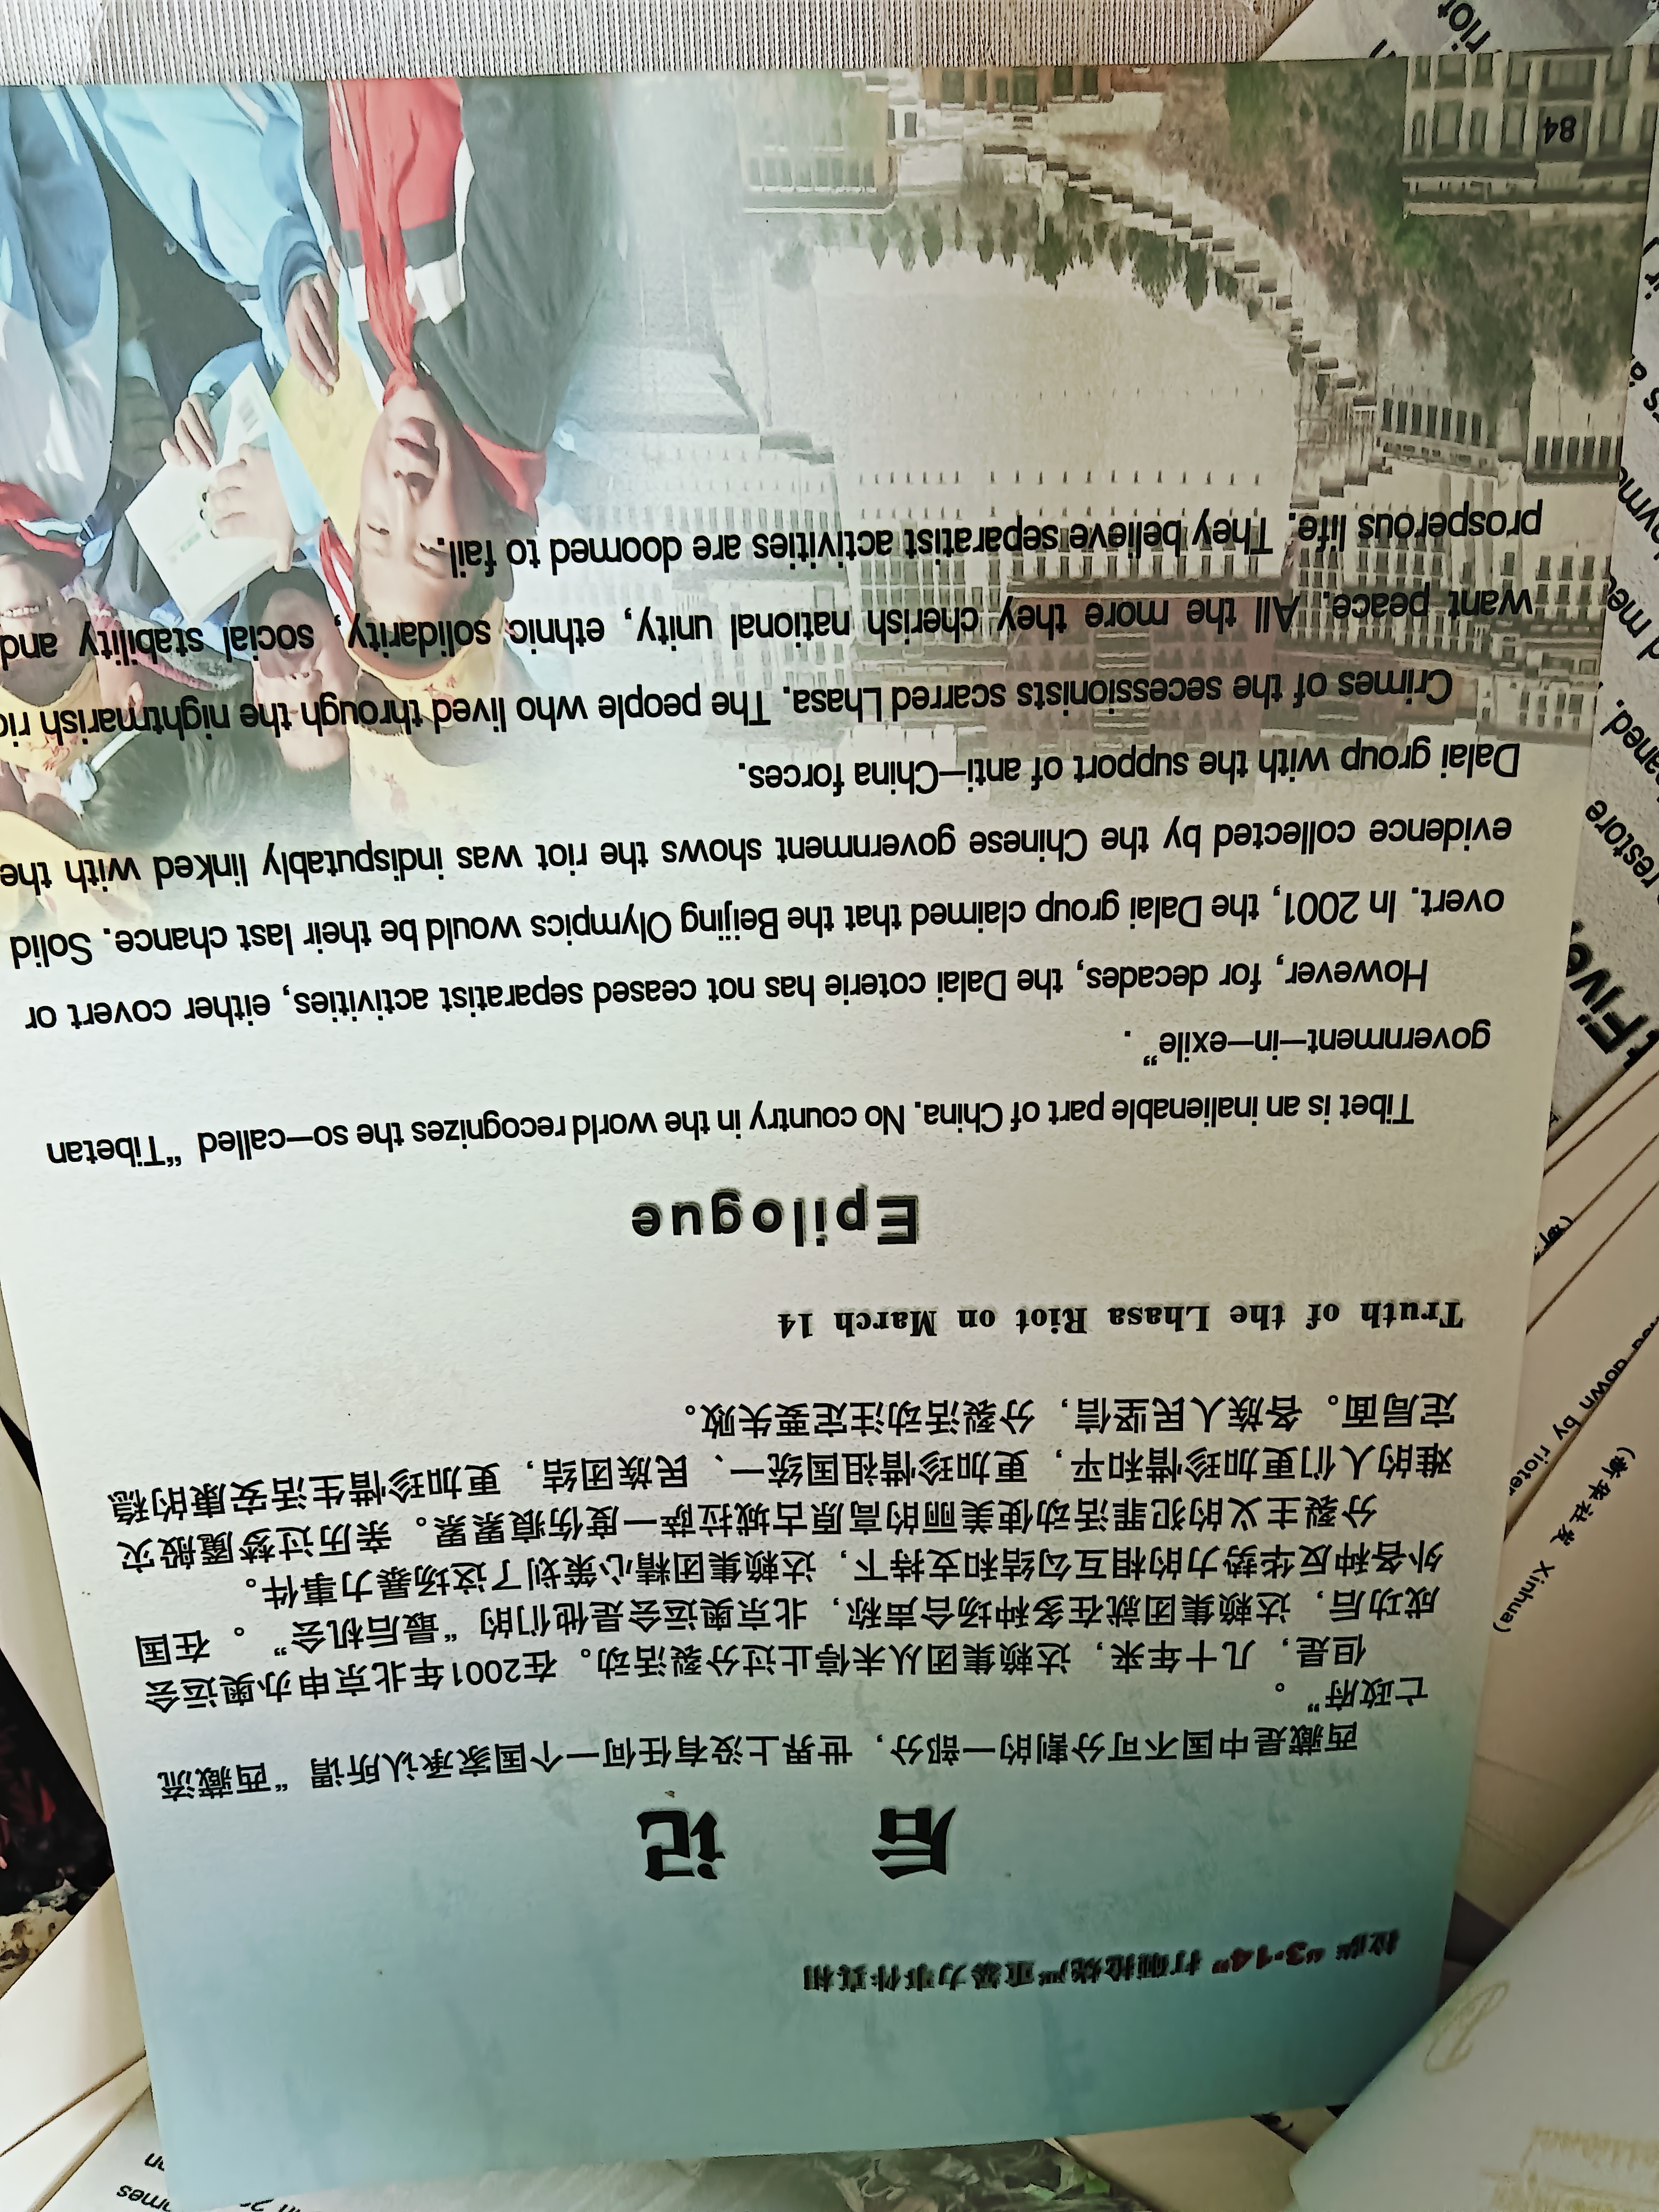 拉萨“3·14”打砸抢烧严重暴力事件真相
后 记
西藏是中国不可分割的一部分，世界上没有任何一个国家承认所谓“西藏流
亡政府”。
但是，几十年来，达赖集团从未停止过分裂活动。在2001年北京申办奥运会
成功后，达赖集团就在多种场合声称，北京奥运会是他们的“最后机会”。在国
外各种反华势力的相互勾结和支持下，达赖集团精心策划了这场暴力事件。
分裂主义的犯罪活动使美丽的高原古城拉萨一度伤痕累累。亲历过梦魇般灾
难的人们更加珍惜和平，更加珍惜祖国统一、民族团结，更加珍惜生活安康的稳
定局面。各族人民坚信，分裂活动注定要失败。
Truth of the Lhasa Riot on March 14
Epilogue
Tibet is an inalienable part of China. No country in the world recognizes the so—called “Tibetan
government—in—exile”.
However, for decades, the Dalai coterie has not ceased separatist activities, either covert or
overt. In 2001, the Dalai group claimed that the Beijing Olympics would be their last chance. Solid
evidence collected by the Chinese government shows the riot was indisputably linked with the
Dalai group with the support of anti—China forces.
Crimes of the secessionists scarred Lhasa. The people who lived through the nightmarish
want peace. All the more they cherish national unity, ethnic solidarity, social stability and
prosperous life. They believe separatist activities are doomed to fail.
84
(新华社发 Xinhua)
down by
restore
riot